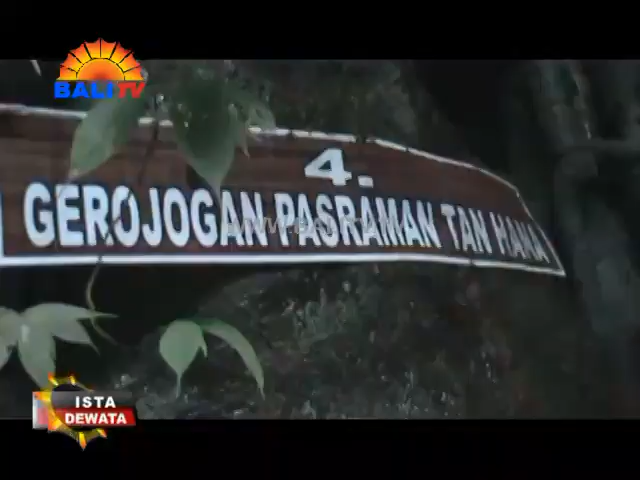 BALI TV
4.
GEROJOGAN PASRAMAN TAN HANA
ISTA
DEWATA